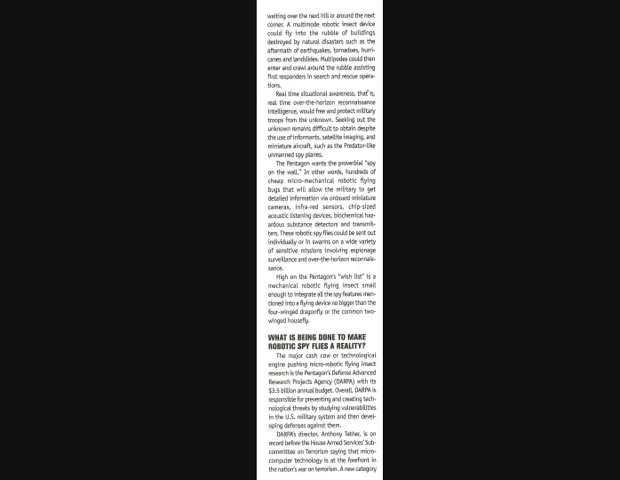 waiting over the next hill or around the next
corner. A multimode robotic insect device
could fly into the rubble of buildings
destroyed by natural disasters such as the
aftermath of earthquakes, tornadoes, hurri-
canes and landslides. Multipodes could then
enter and crawl around the rubble assisting
first responders in search and rescue opera-
tions.
Real time situational awareness, that is,
real time over-the-horizon reconnaissance
intelligence, would free and protect military
troops from the unknown. Seeking out the
unknown remains difficult to obtain despite
the use of informants, satellite imaging, and
miniature aircraft, such as the Predator-like
unmanned spy planes.
The Pentagon wants the proverbial "spy
on the wall." In other words, hundreds of
cheap micro-mechanical robotic flying
bugs that will allow the military to get
detailed information via onboard miniature
cameras, infra-red sensors, chip-sized
acoustic listening devices, biochemical haz-
ardous substance detectors and transmit-
ters. These robotic spy flies could be sent out
individually or in swarms on a wide variety
of sensitive missions involving espionage
surveillance and over-the-horizon reconnais-
sance.
High on the Pentagon's "wish list" is a
mechanical robotic flying insect small
enough to integrate all the spy features men-
tioned into a flying device no bigger than the
four-winged dragonfly or the common two-
winged housefly.
WHAT IS BEING DONE TO MAKE
ROBOTIC SPY FLIES A REALITY?
The major cash cow or technological
engine pushing micro-robotic flying insect
research is the Pentagon's Defense Advanced
Research Projects Agency (DARPA) with its
$3.5 billion annual budget. Overall, DARPA is
responsible for preventing and creating tech-
nological threats by studying vulnerabilities
in the U.S. military system and then devel-
oping defenses against them.
DARPA's director, Anthony Tether, is on
record before the House Armed Services' Sub-
committee on Terrorism saying that micro-
computer technology is at the forefront in
the nation's war on terrorism. A new category